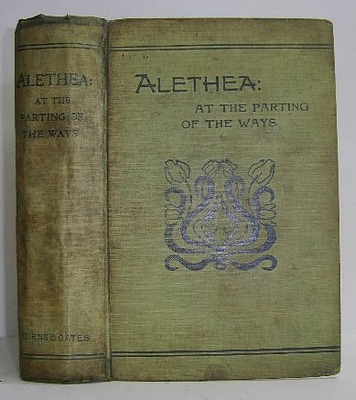 ALETHEA:
AT THE
PARTING OF
THE WAYS
BURNS & OATES
ALETHEA:
AT THE PARTING
OF THE WAYS